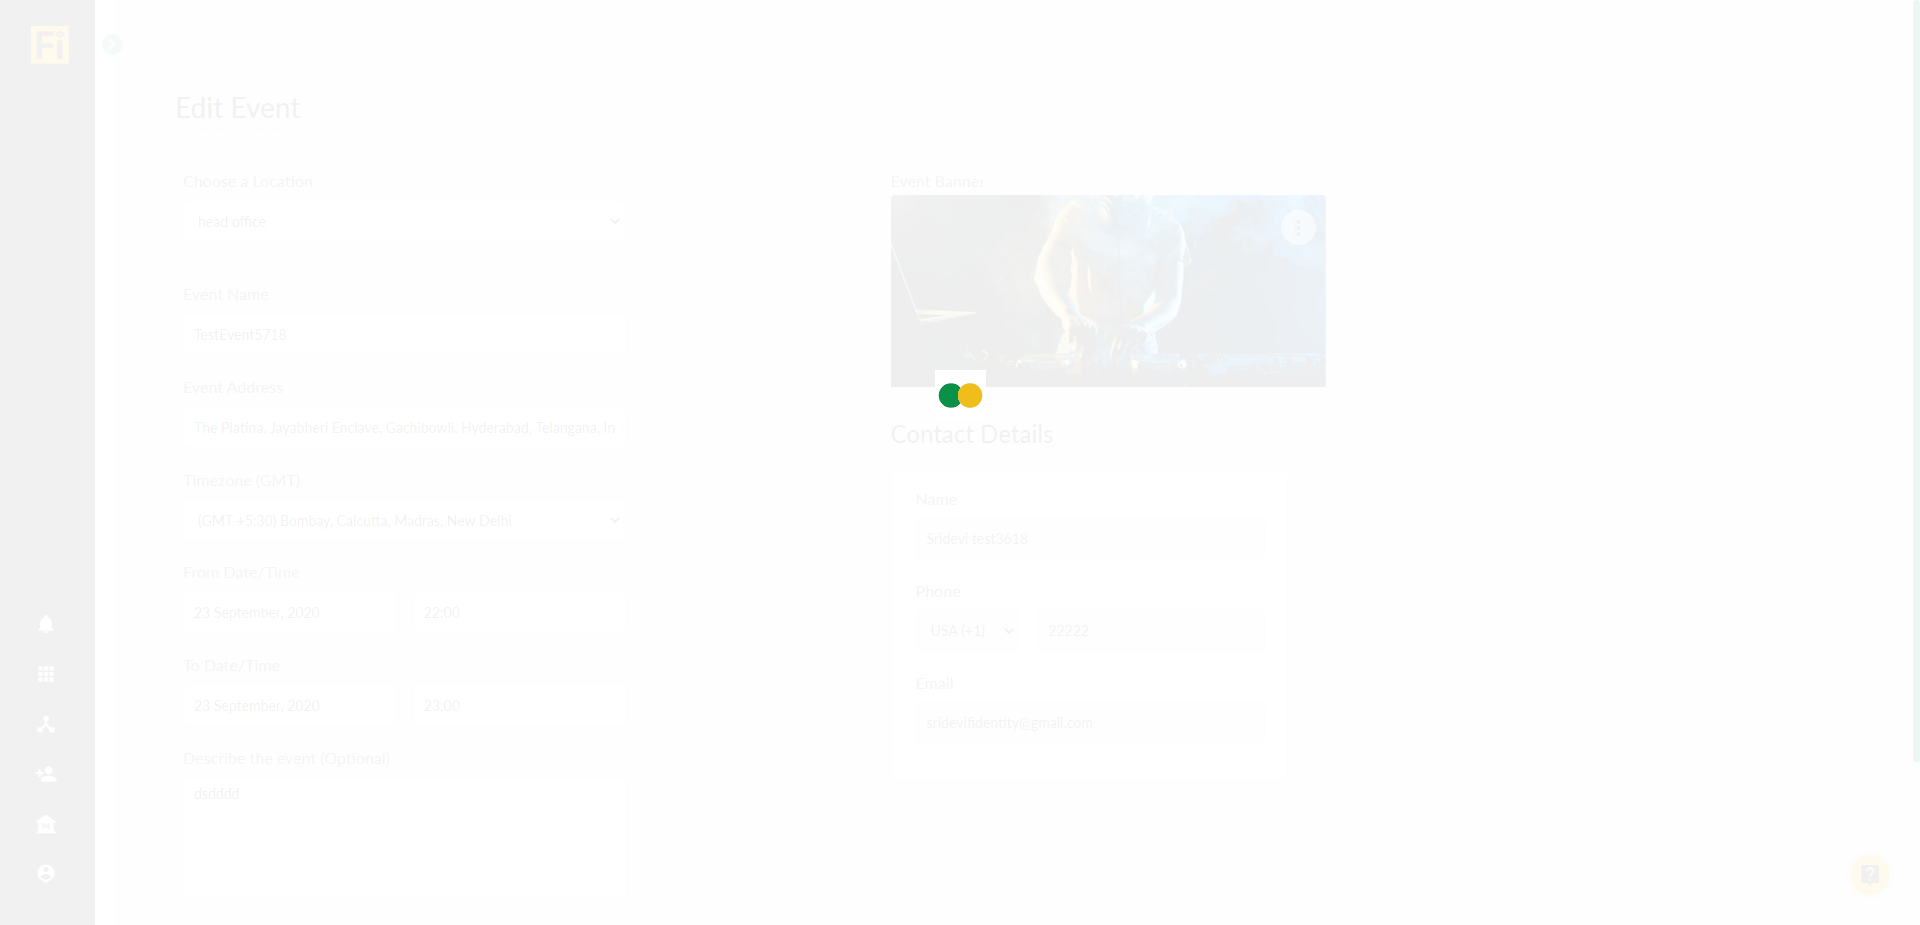 Fi
Edit Event
Choose a Location
head office
Event Name
TestEvent5718
Event Address
The Platina, Jayabheri Enclave, Gachibowli, Hyderabad, Telangana, In
Timezone (GMT)
(GMT +5:30) Bombay, Calcutta, Madras, New Delhi
From Date/Time
23 September, 2020 22:00
To Date/Time
23 September, 2020 23:00
Describe the event (Optional)
dsdddd
Event Banner
Contact Details
Name
Sridevi test3618
Phone
USA (+1) 22222
Email
sridevifidentity@gmail.com
?